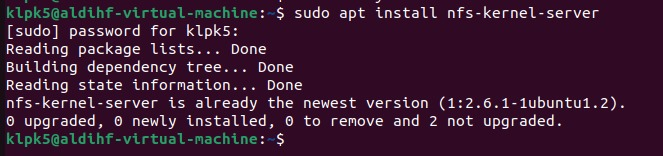 klpk5@aldihf-virtual-machine:~$ sudo apt install nfs-kernel-server
[sudo] password for klpk5:
Reading package lists... Done
Building dependency tree... Done
Reading state information... Done
nfs-kernel-server is already the newest version (1:2.6.1-1ubuntu1.2).
0 upgraded, 0 newly installed, 0 to remove and 2 not upgraded.
klpk5@aldihf-virtual-machine:~$